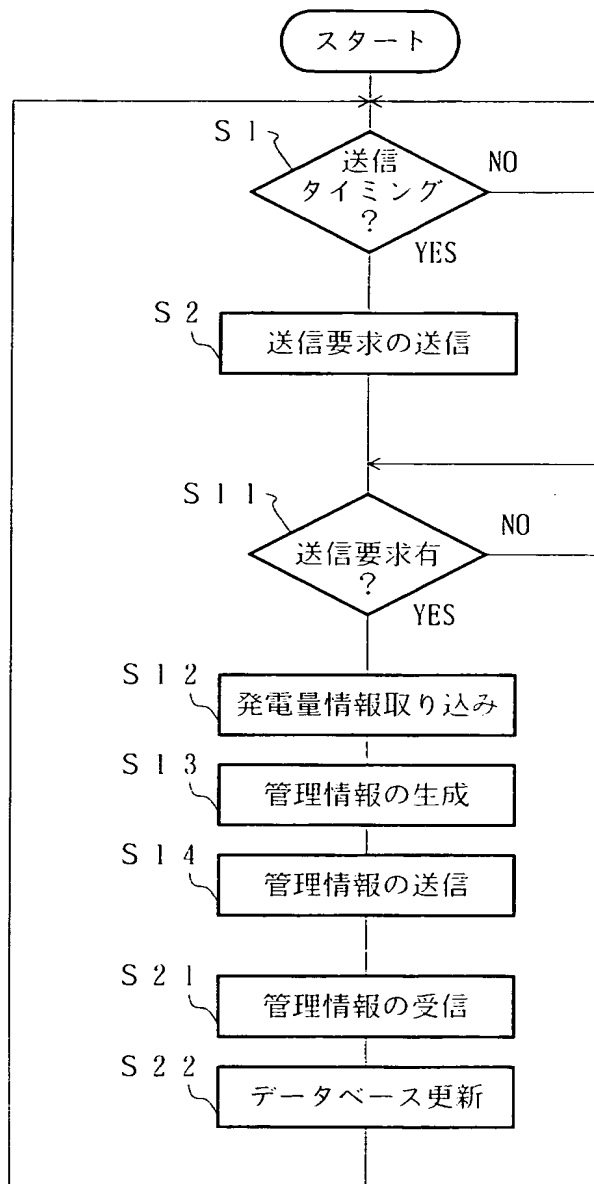 スタート
S1
送信
タイミング
?
NO
YES
S2
送信要求の送信
S11
送信要求有
?
NO
YES
S12
発電量情報取り込み
S13
管理情報の生成
S14
管理情報の送信
S21
管理情報の受信
S22
データベース更新